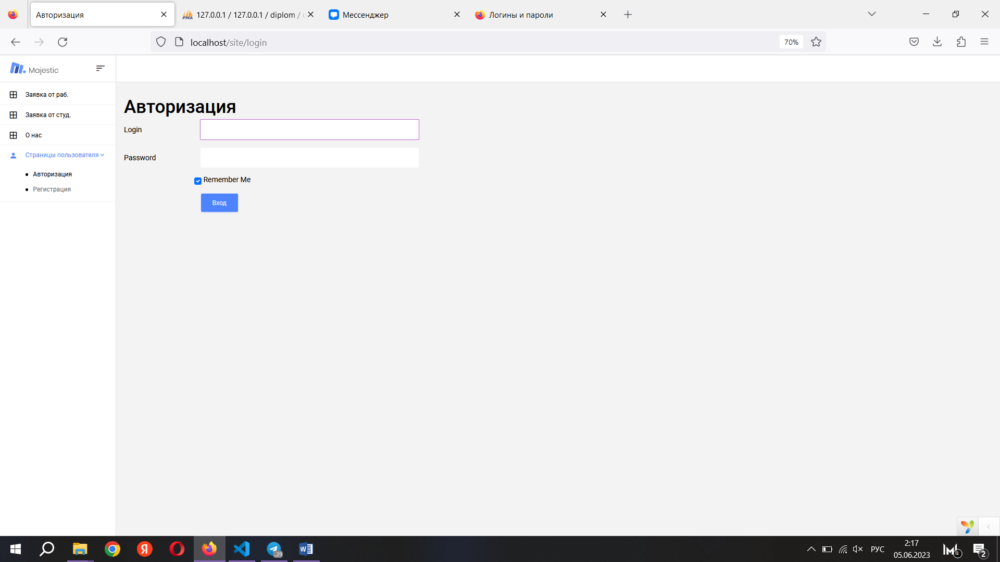 Авторизация
127.0.0.1 / 127.0.0.1 / diplom / u
Мессенджер
Логины и пароли
localhost/site/login
70%
Majestic
Заявка от раб.
Заявка от студ.
О нас
Страницы пользователя
Авторизация
Регистрация
Авторизация
Login
Password
Remember Me
Вход
РУС
2:17
05.06.2023
29
2